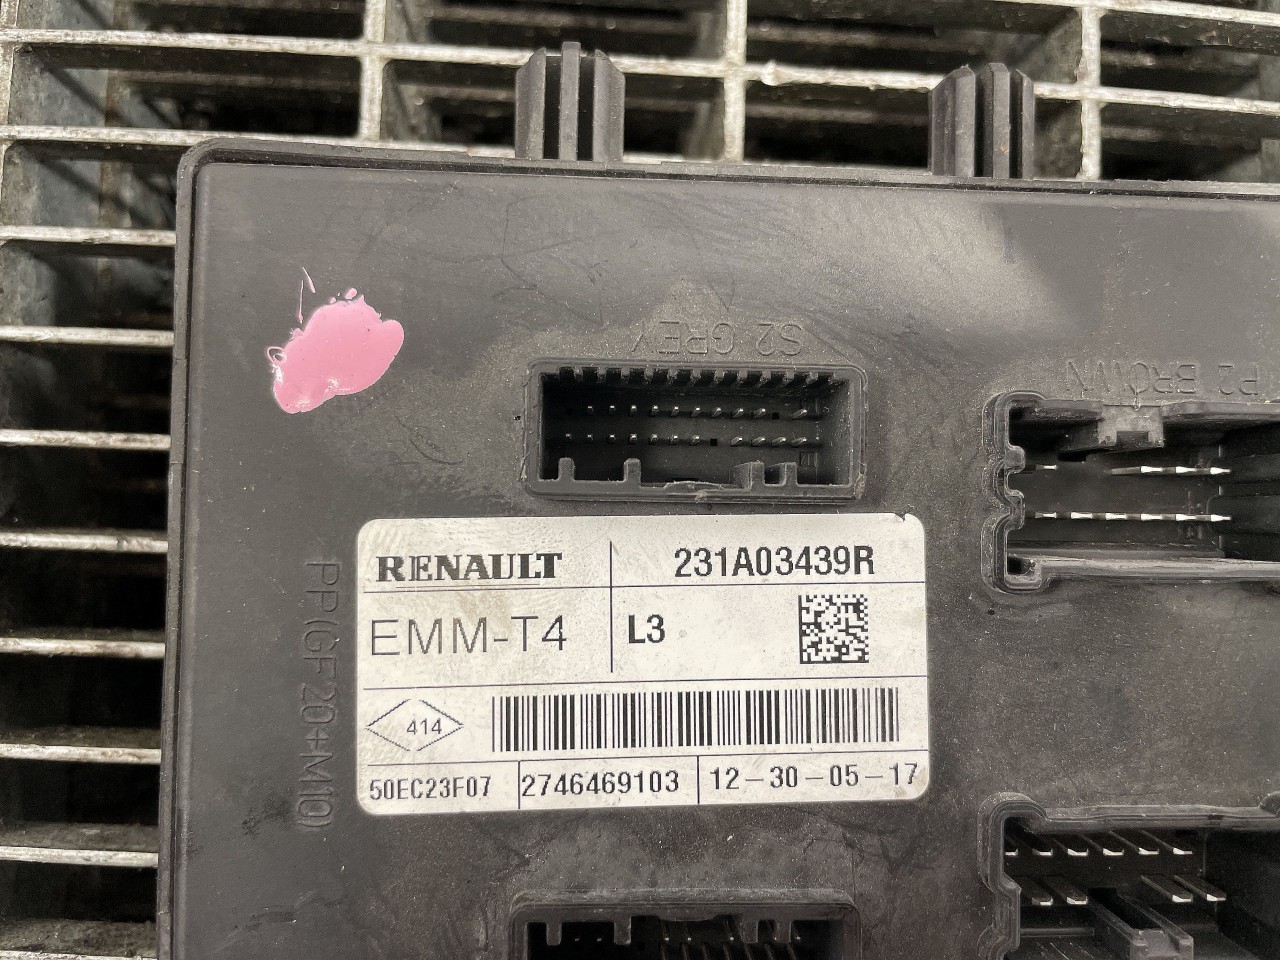 S2 GREY
P2 BROWN
RENAULT 231A03439R
EMM-T4 L3
414
50EC23F07 2746469103 12-30-05-17
PP(GF20+M10)